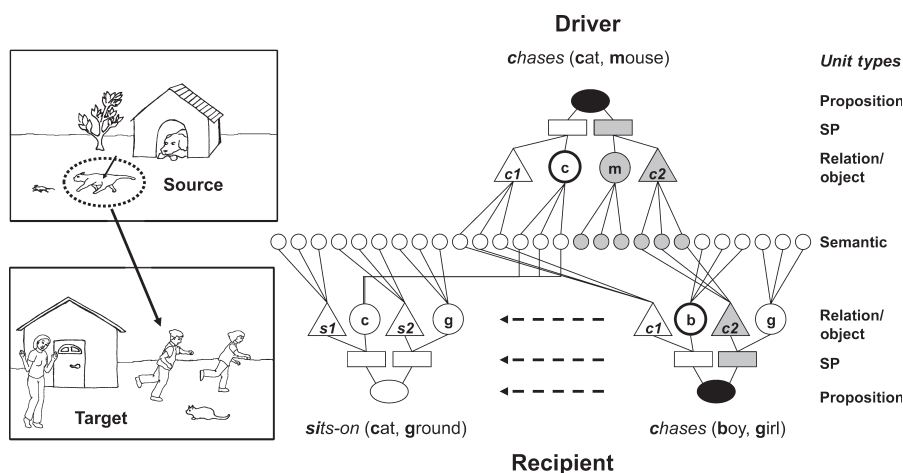 Driver
chases (cat, mouse)
Unit types
Proposition
SP
Relation/
object
c1 c m c2
Source
Semantic
s1 c s2 g c1 b c2 g
Relation/
object
SP
Proposition
Target
sits-on (cat, ground) chases (boy, girl)
Recipient